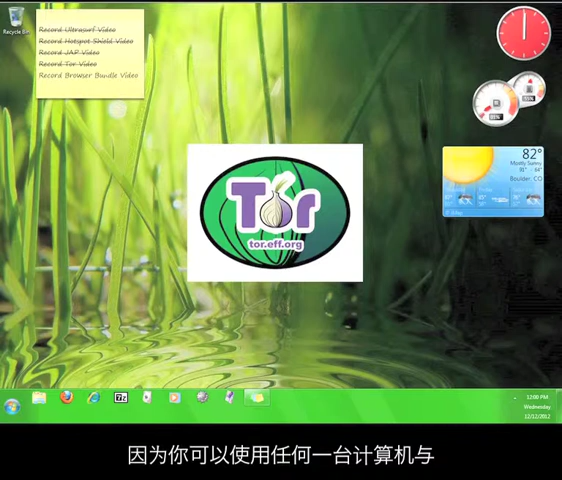 Recycle Bin
Record Ultrasurf Video
Record Hotspot Shield Video
Record JAP Video
Record Tor Video
Record Browser Bundle Video
82°
Mostly Sunny
Boulder, CO
Tor
tor.eff.org
7z
12:00 PM
Wednesday
12/12/2012
因为你可以使用任何一台计算机与